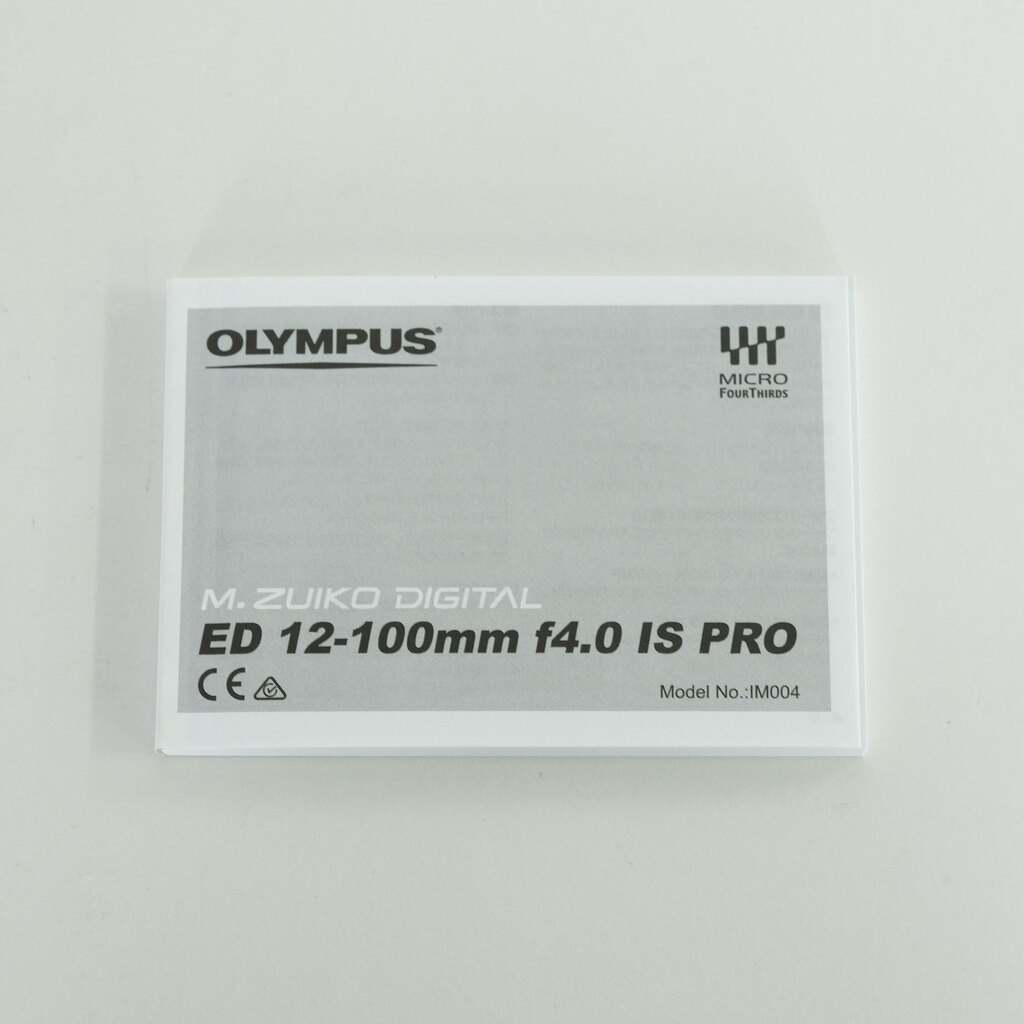 OLYMPUS®
MICRO
FOURTHIRDS
M. ZUIKO DIGITAL
ED 12-100mm f4.0 IS PRO
CE
Model No.:IM004